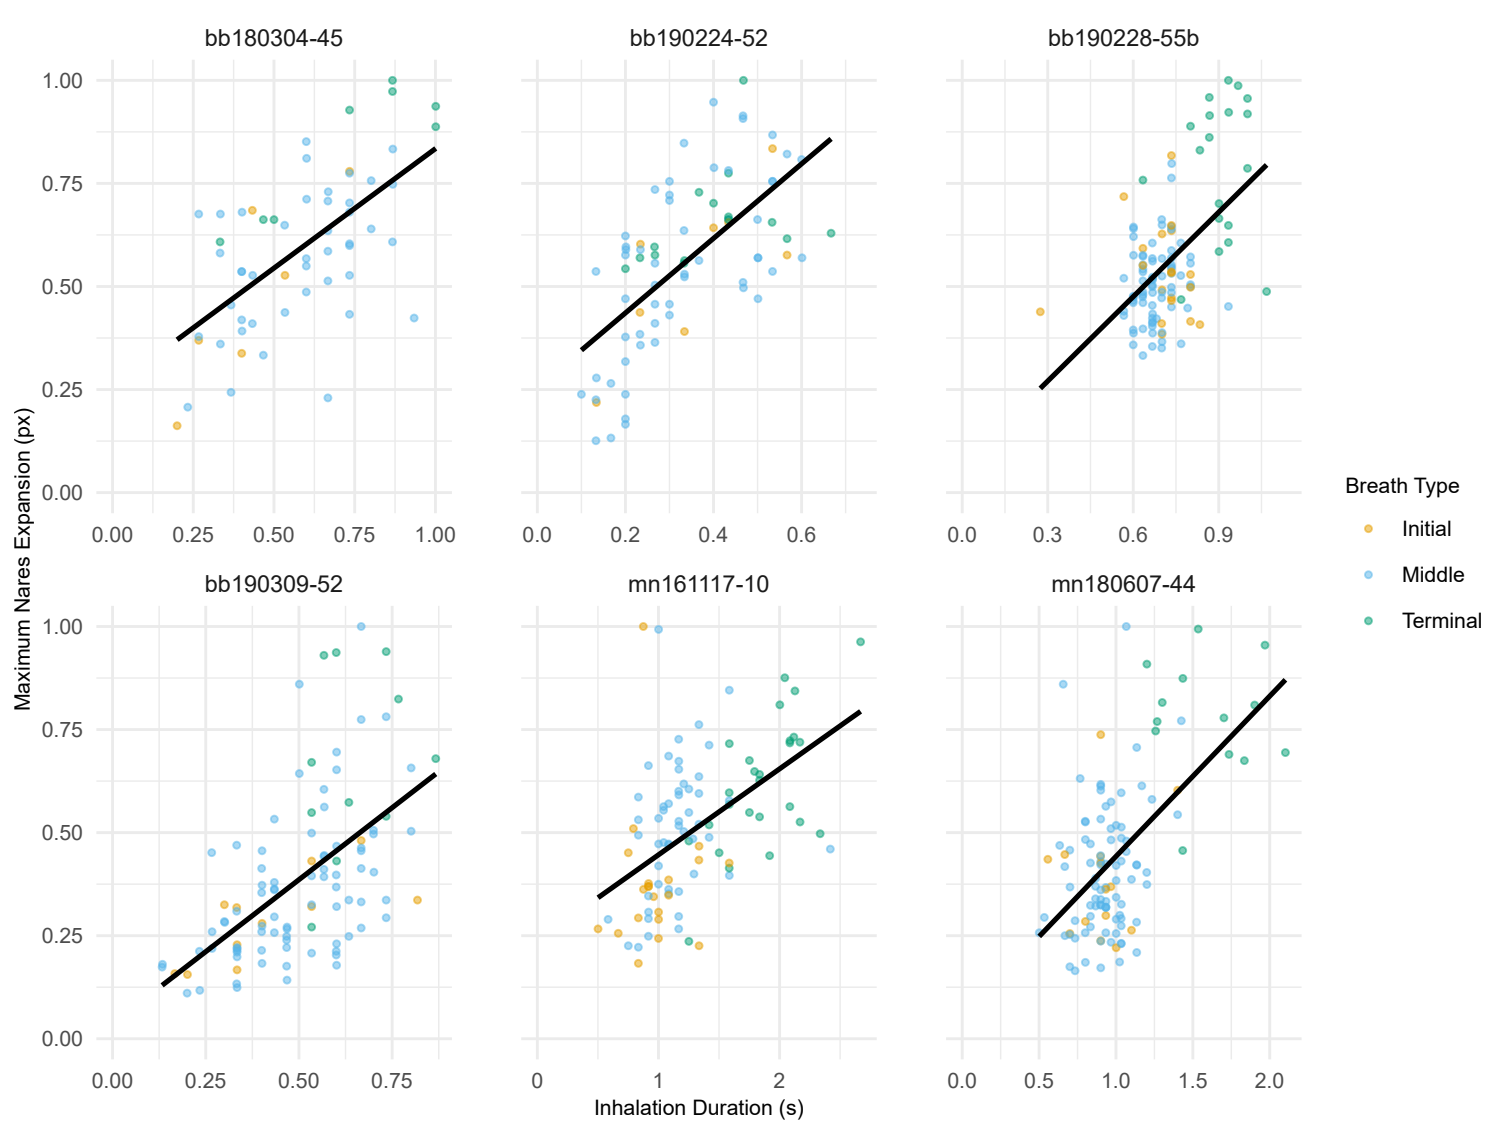 bb180304-45 bb190224-52 bb190228-55b
1.00
0.75
0.50
0.25
0.00
0.00 0.25 0.50 0.75 1.00 0.0 0.2 0.4 0.6 0.0 0.3 0.6 0.9
bb190309-52 mn161117-10 mn180607-44
1.00
0.75
0.50
0.25
0.00
0.00 0.25 0.50 0.75 0 1 2 0.0 0.5 1.0 1.5 2.0
Inhalation Duration (s)
Maximum Nares Expansion (px)
Breath Type
Initial
Middle
Terminal